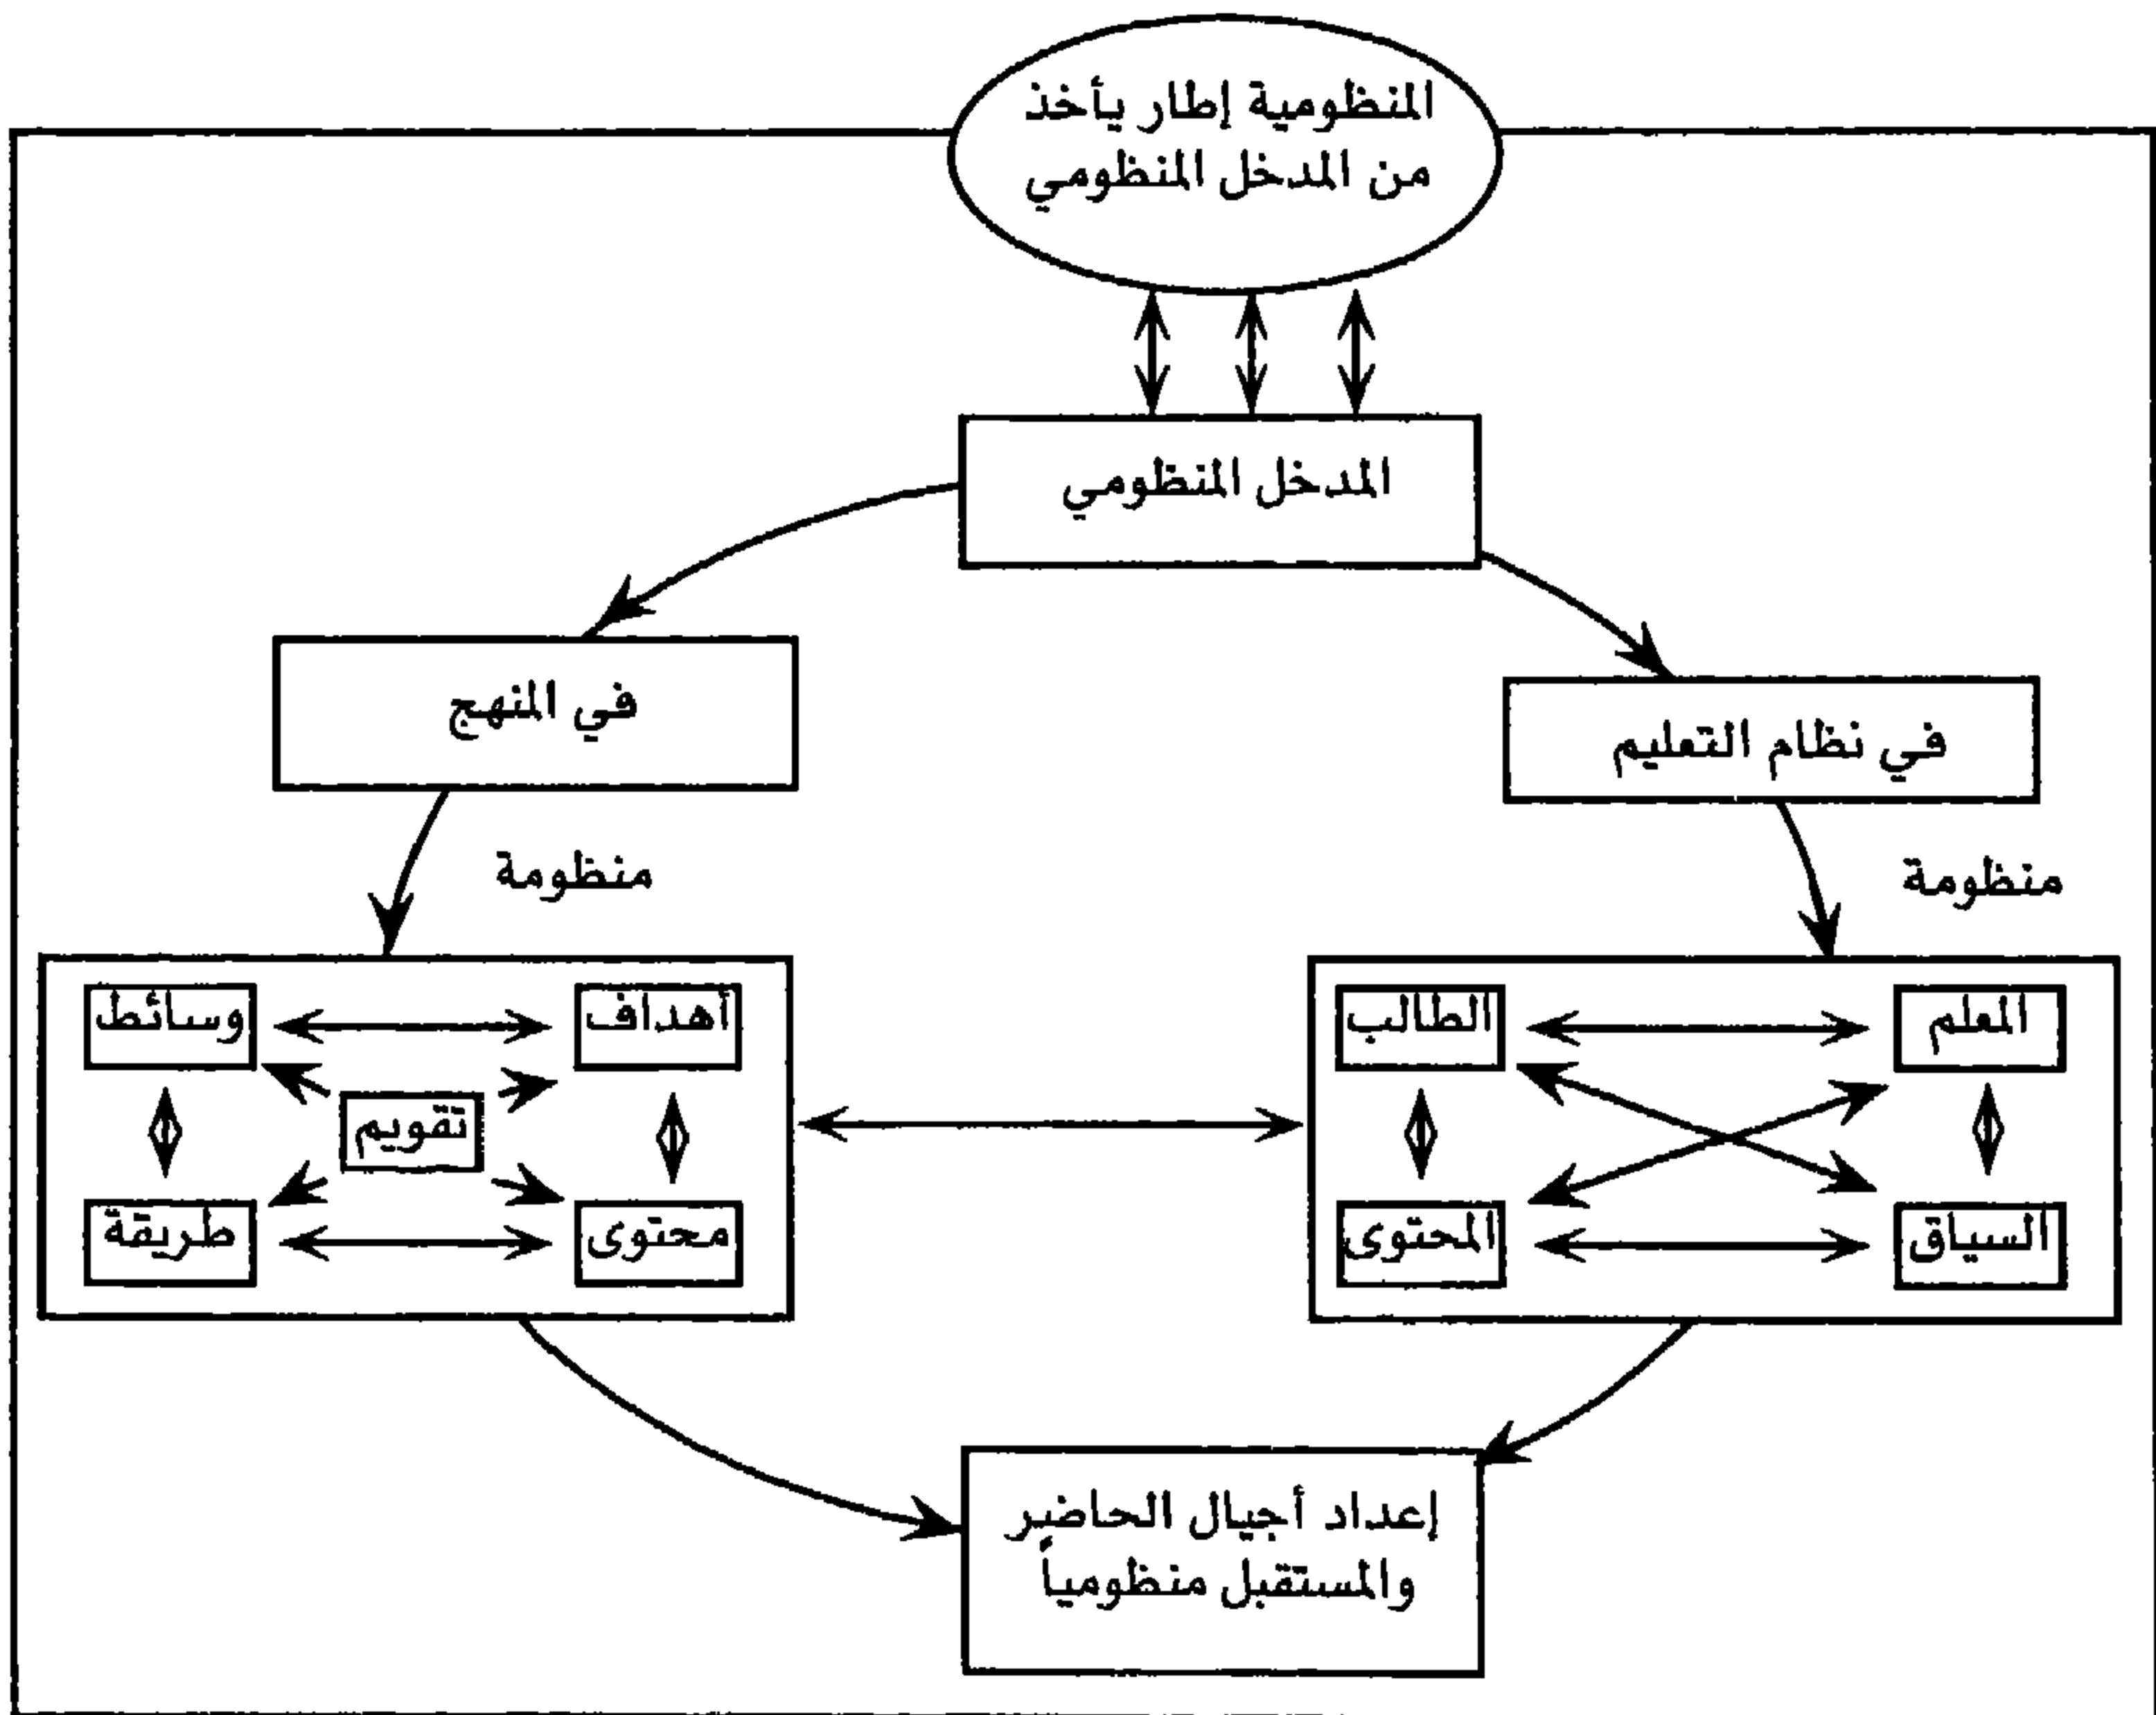 المنظومية إطار يأخذ
من المدخل المنظومي
المدخل المنظومي
في نظام التعليم
في المنهج
منظومة
منظومة
المعلم
الطالب
السياق
المحتوى
أهداف
وسائط
تقويم
محتوى
طريقة
إعداد أجيال الحاضر
والمستقبل منظومياً